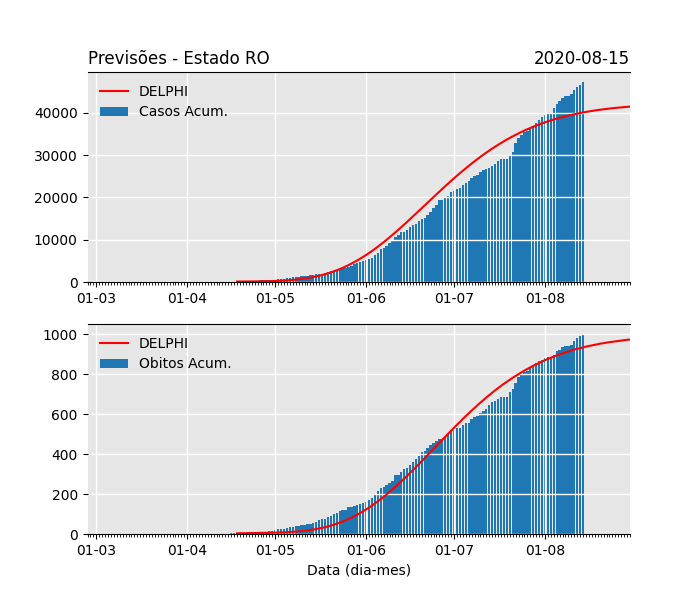 Previsões - Estado RO 2020-08-15
DELPHI
Casos Acum.
40000
30000
20000
10000
0
01-03 01-04 01-05 01-06 01-07 01-08
DELPHI
Obitos Acum.
1000
800
600
400
200
0
01-03 01-04 01-05 01-06 01-07 01-08
Data (dia-mes)